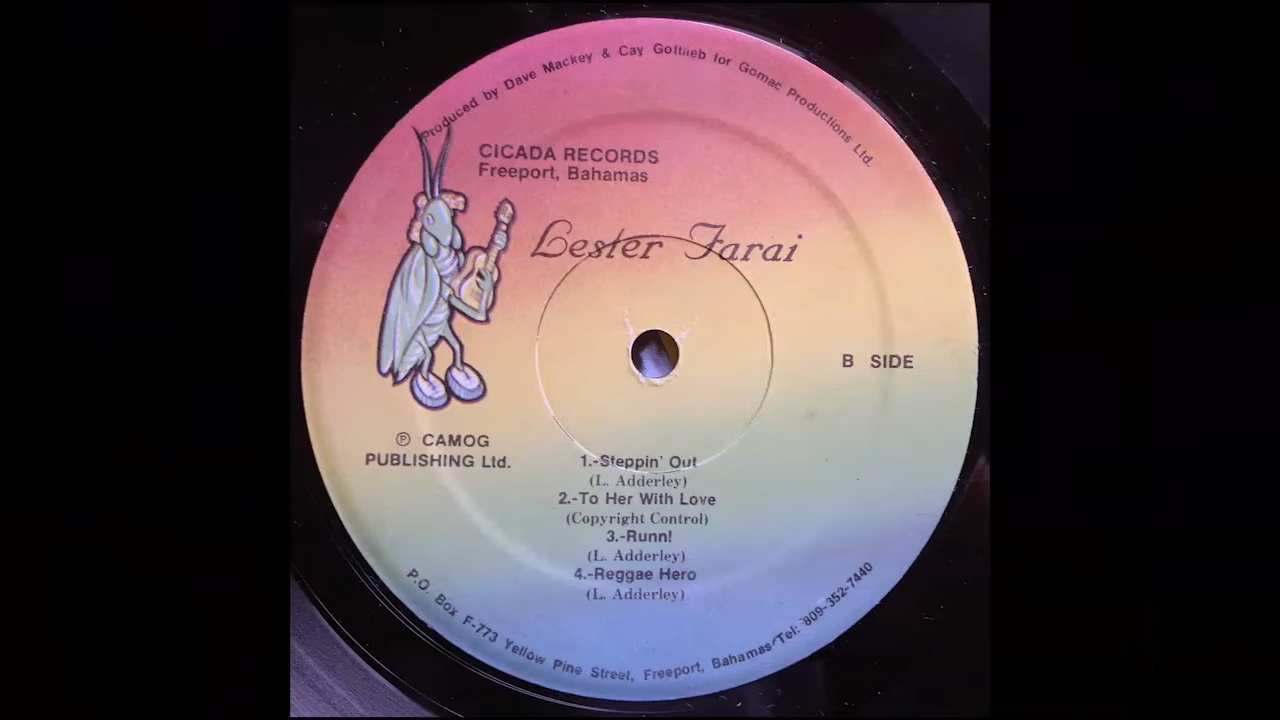 Produced by Dave Mackey & Cay Gottlieb for Gomac Productions Ltd.
CICADA RECORDS
Freeport, Bahamas
Lester Farai
B SIDE
℗ CAMOG
PUBLISHING Ltd.
1.-Steppin' Out
(L. Adderley)
2.-To Her With Love
(Copyright Control)
3.-Runn!
(L. Adderley)
4.-Reggae Hero
(L. Adderley)
P.O. Box F-773 Yellow Pine Street, Freeport, Bahamas/Tel: 809-352-7440